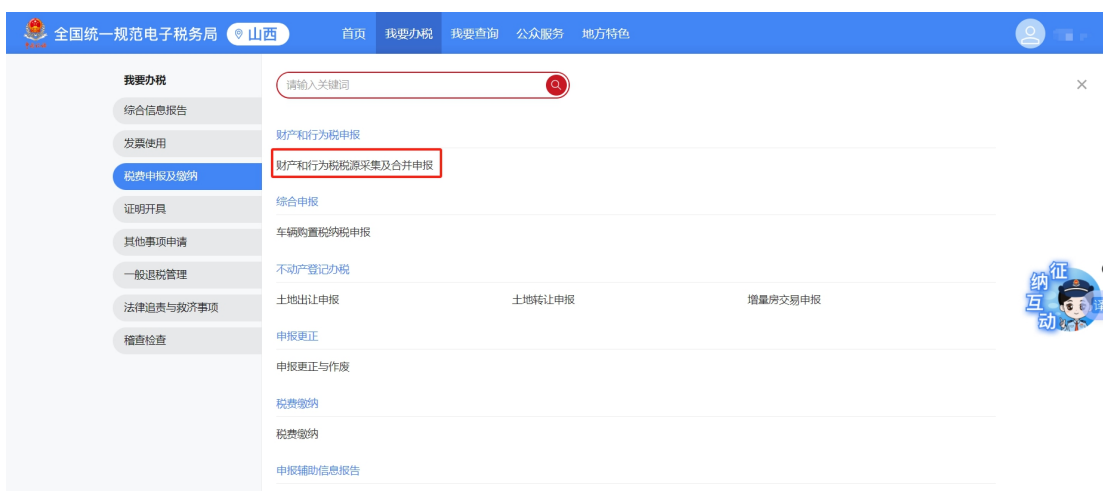 全国统一规范电子税务局 山西 首页 我要办税 我要查询 公众服务 地方特色
我要办税
综合信息报告
发票使用
税费申报及缴纳
证明开具
其他事项申请
一般退税管理
法律追责与救济事项
稽查检查
请输入关键词
财产和行为税申报
财产和行为税税源采集及合并申报
综合申报
车辆购置税纳税申报
不动产登记办税
土地出让申报 土地转让申报 增量房交易申报
申报更正
申报更正与作废
税费缴纳
税费缴纳
申报辅助信息报告
征纳互动
译